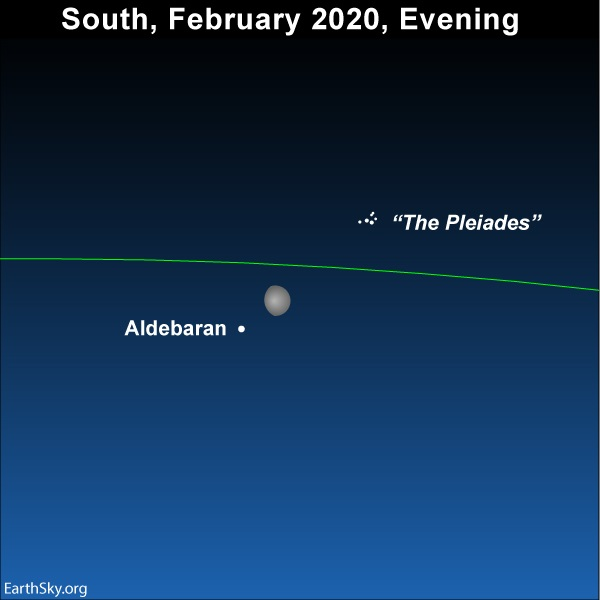 South, February 2020, Evening
“The Pleiades”
Aldebaran
EarthSky.org